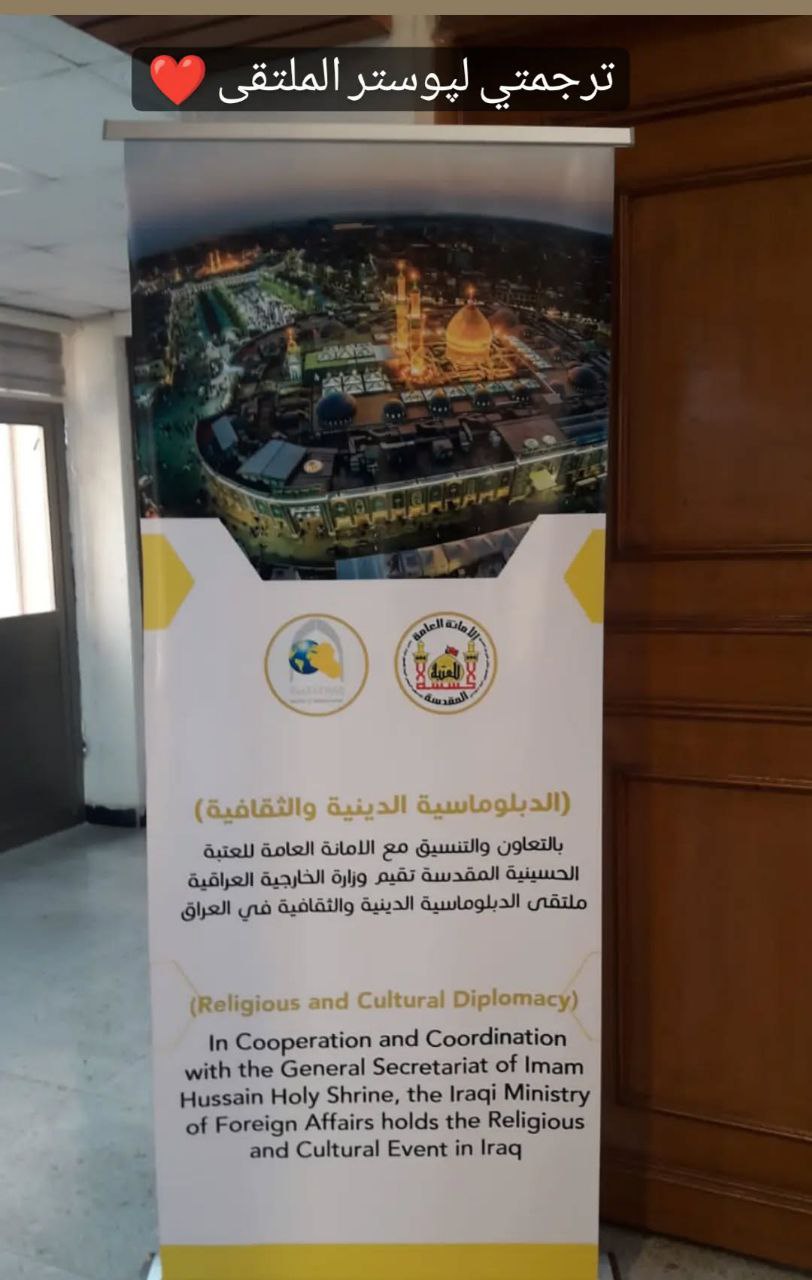 ترجمتي لپوستر الملتقى ❤️
الأمانة العامة
للعتبة
المقدسة
(الدبلوماسية الدينية والثقافية)
بالتعاون والتنسيق مع الامانة العامة للعتبة
الحسينية المقدسة تقيم وزارة الخارجية العراقية
ملتقى الدبلوماسية الدينية والثقافية في العراق
(Religious and Cultural Diplomacy)
In Cooperation and Coordination
with the General Secretariat of Imam
Hussain Holy Shrine, the Iraqi Ministry
of Foreign Affairs holds the Religious
and Cultural Event in Iraq